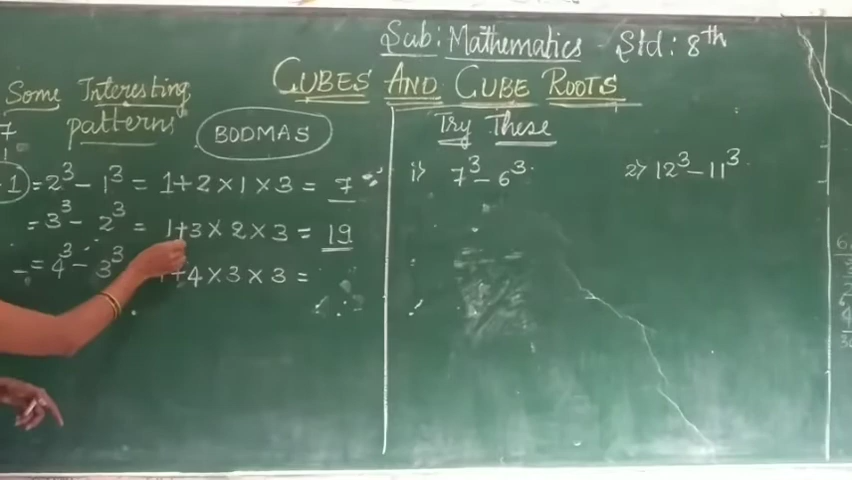 Sub: Mathematics - Std: 8th
CUBES AND CUBE ROOTS
Some Interesting
patterns
BODMAS
7
1 = 2³ - 1³ = 1 + 2 × 1 × 3 = 7
= 3³ - 2³ = 1 + 3 × 2 × 3 = 19
= 4³ - 3³ 1 + 4 × 3 × 3 =
Try These
i) 7³ - 6³.
2) 12³ - 11³.